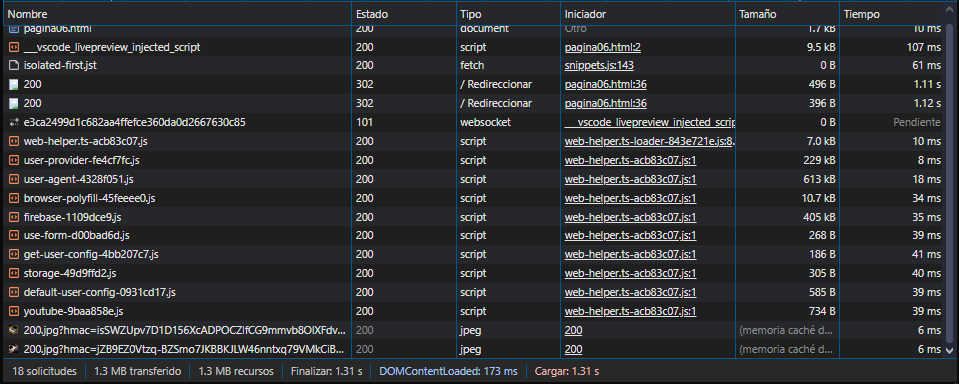 Nombre Estado Tipo Iniciador Tamaño Tiempo
pagina06.html 200 document Otro 1.7 kB 10 ms
__vscode_livepreview_injected_script 200 script pagina06.html:2 9.5 kB 107 ms
isolated-first.jst 200 fetch snippets.js:143 0 B 61 ms
200 302 / Redireccionar pagina06.html:36 496 B 1.11 s
200 302 / Redireccionar pagina06.html:36 396 B 1.12 s
e3ca2499d1c682aa4ffefce360da0d2667630c85 101 websocket __vscode_livepreview_injected_scrip 0 B Pendiente
web-helper.ts-acb83c07.js 200 script web-helper.ts-loader-843e721e.js:8. 7.0 kB 10 ms
user-provider-fe4cf7fc.js 200 script web-helper.ts-acb83c07.js:1 229 kB 8 ms
user-agent-4328f051.js 200 script web-helper.ts-acb83c07.js:1 613 kB 18 ms
browser-polyfill-45feeee0.js 200 script web-helper.ts-acb83c07.js:1 10.7 kB 34 ms
firebase-1109dce9.js 200 script web-helper.ts-acb83c07.js:1 405 kB 35 ms
use-form-d00bad6d.js 200 script web-helper.ts-acb83c07.js:1 268 B 39 ms
get-user-config-4bb207c7.js 200 script web-helper.ts-acb83c07.js:1 186 B 41 ms
storage-49d9ffd2.js 200 script web-helper.ts-acb83c07.js:1 305 B 40 ms
default-user-config-0931cd17.js 200 script web-helper.ts-acb83c07.js:1 585 B 39 ms
youtube-9baa858e.js 200 script web-helper.ts-acb83c07.js:1 734 B 39 ms
200.jpg?hmac=isSWZUpv7D1D156XcADPOCZlfCG9mmvb8OlXFdv... 200 jpeg 200 (memoria caché d... 6 ms
200.jpg?hmac=jZB9EZ0Vtzq-BZSmo7JKBBKJLW46nntxq79VMkCiB... 200 jpeg 200 (memoria caché d... 6 ms
18 solicitudes 1.3 MB transferido 1.3 MB recursos Finalizar: 1.31 s DOMContentLoaded: 173 ms Cargar: 1.31 s